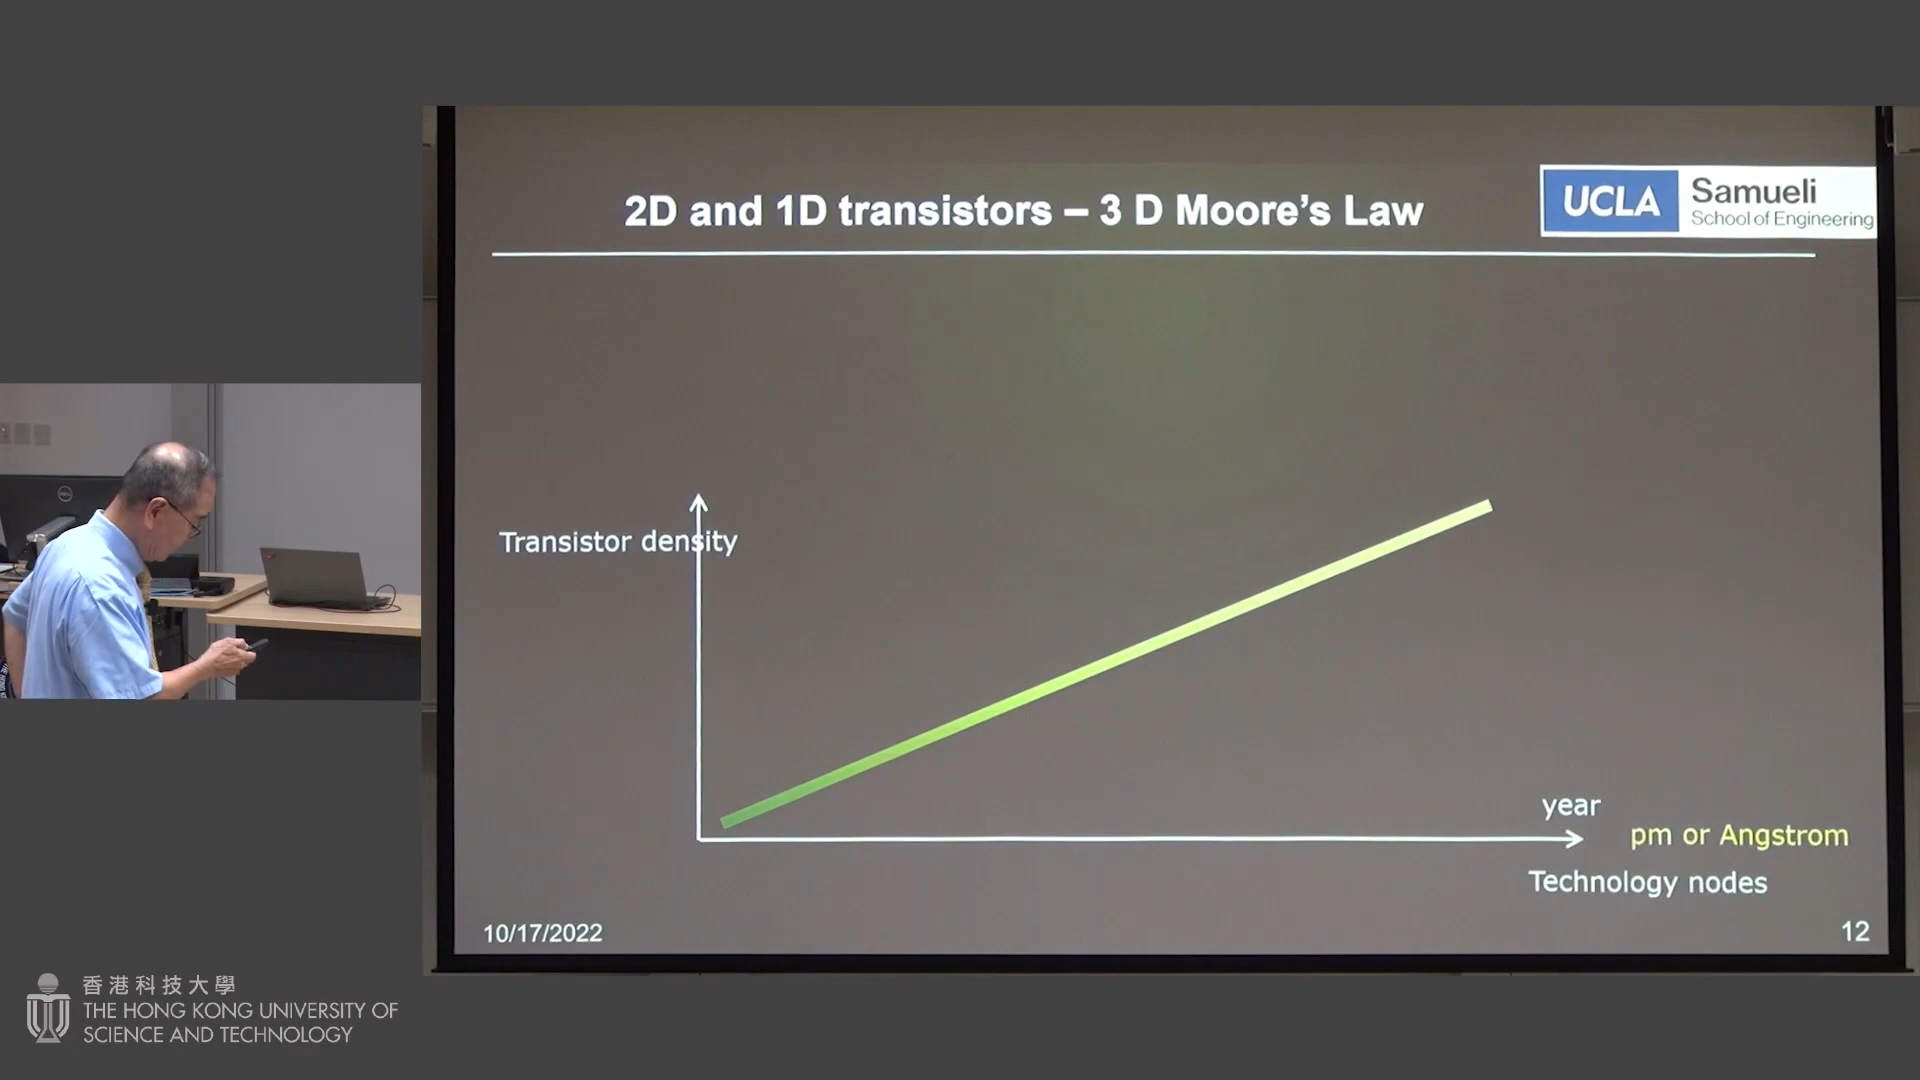 2D and 1D transistors – 3 D Moore's Law
UCLA
Samueli
School of Engineering
Transistor density
year
pm or Angstrom
Technology nodes
10/17/2022
12
DELL
香港科技大學
THE HONG KONG UNIVERSITY OF
SCIENCE AND TECHNOLOGY